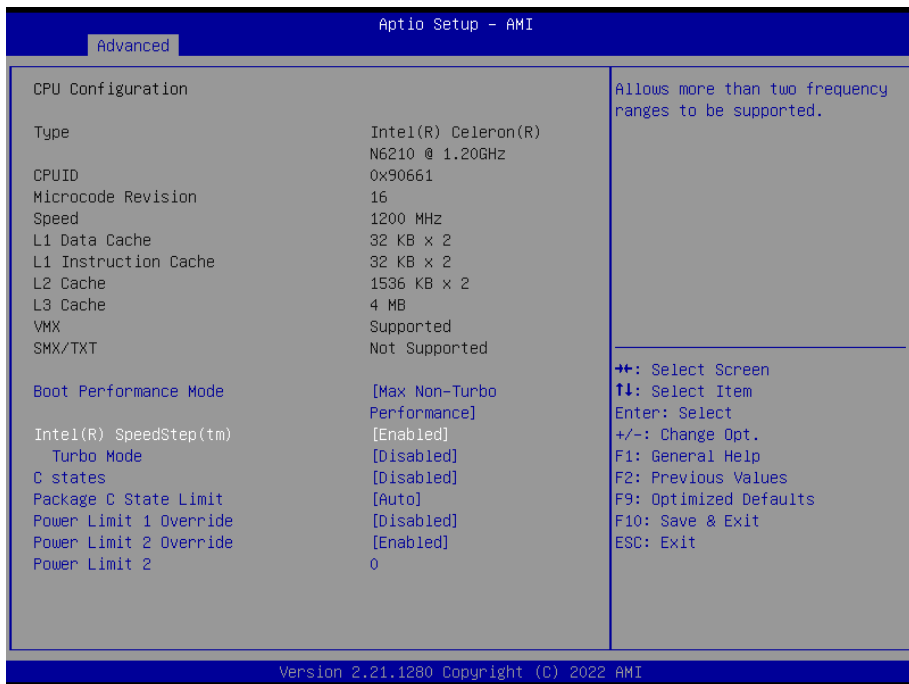 Aptio Setup – AMI
Advanced
CPU Configuration
Type Intel(R) Celeron(R)
N6210 @ 1.20GHz
CPUID 0x90661
Microcode Revision 16
Speed 1200 MHz
L1 Data Cache 32 KB x 2
L1 Instruction Cache 32 KB x 2
L2 Cache 1536 KB x 2
L3 Cache 4 MB
VMX Supported
SMX/TXT Not Supported
Boot Performance Mode [Max Non-Turbo
Performance]
Intel(R) SpeedStep(tm) [Enabled]
Turbo Mode [Disabled]
C states [Disabled]
Package C State Limit [Auto]
Power Limit 1 Override [Disabled]
Power Limit 2 Override [Enabled]
Power Limit 2 0
Allows more than two frequency
ranges to be supported.
→←: Select Screen
↑↓: Select Item
Enter: Select
+/-: Change Opt.
F1: General Help
F2: Previous Values
F9: Optimized Defaults
F10: Save & Exit
ESC: Exit
Version 2.21.1280 Copyright (C) 2022 AMI